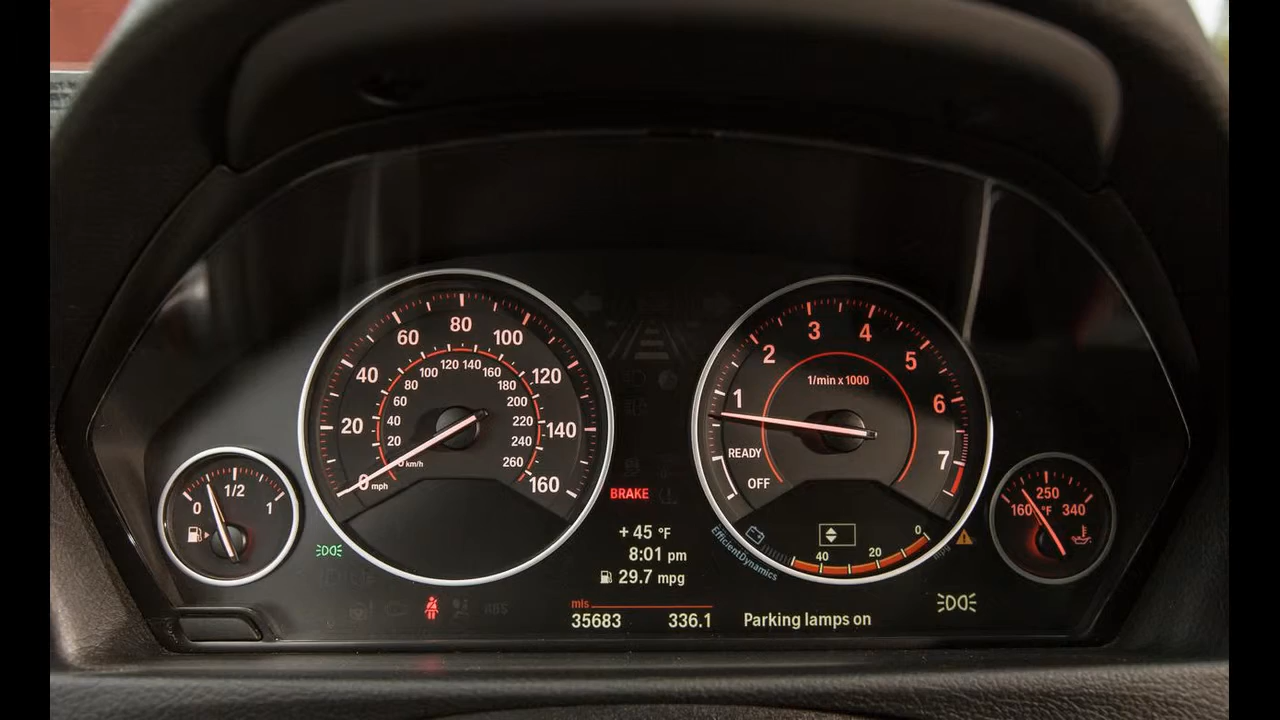 80
60 100
40 120
20 140
0 mph 160
120 140
100 160
80 180
60 200
40 220
20 240
0 km/h 260
3 4
2 5
1 6
7
1/min x 1000
READY
OFF
0 1/2 1
BRAKE
+ 45 °F
8:01 pm
29.7 mpg
mls
35683 336.1
EfficientDynamics
40 20 0
Parking lamps on
250
160 °F 340
ABS